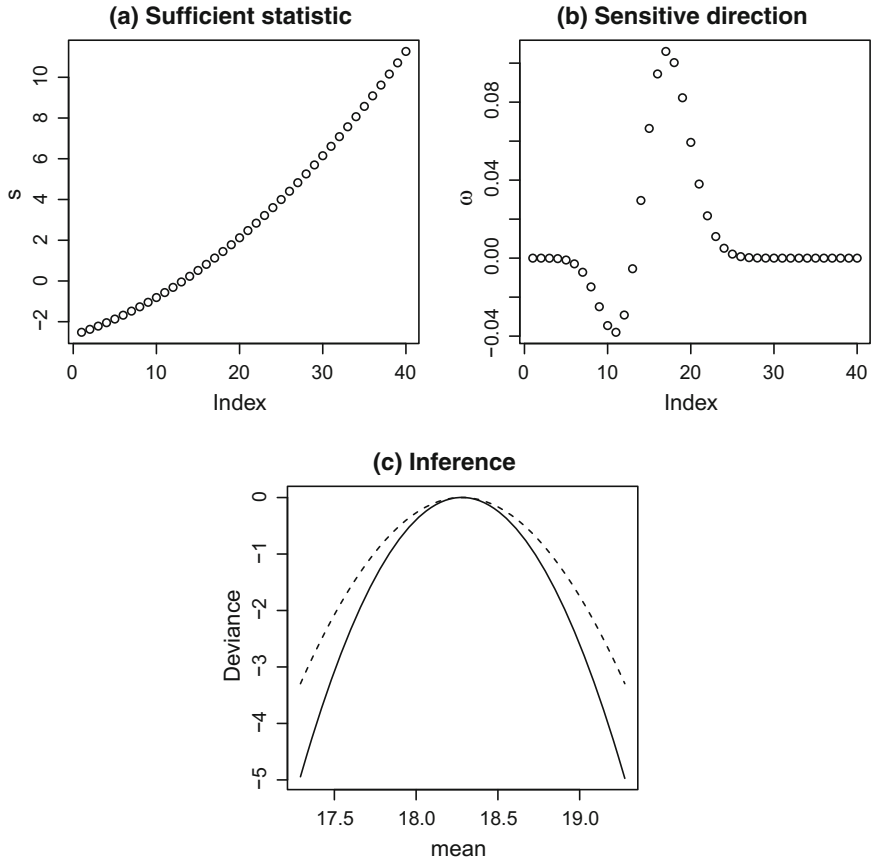 (a) Sufficient statistic
s
10
8
6
4
2
0
−2
0 10 20 30 40
Index
(b) Sensitive direction
ω
0.08
0.04
0.00
−0.04
0 10 20 30 40
Index
(c) Inference
Deviance
0
−1
−2
−3
−4
−5
17.5 18.0 18.5 19.0
mean